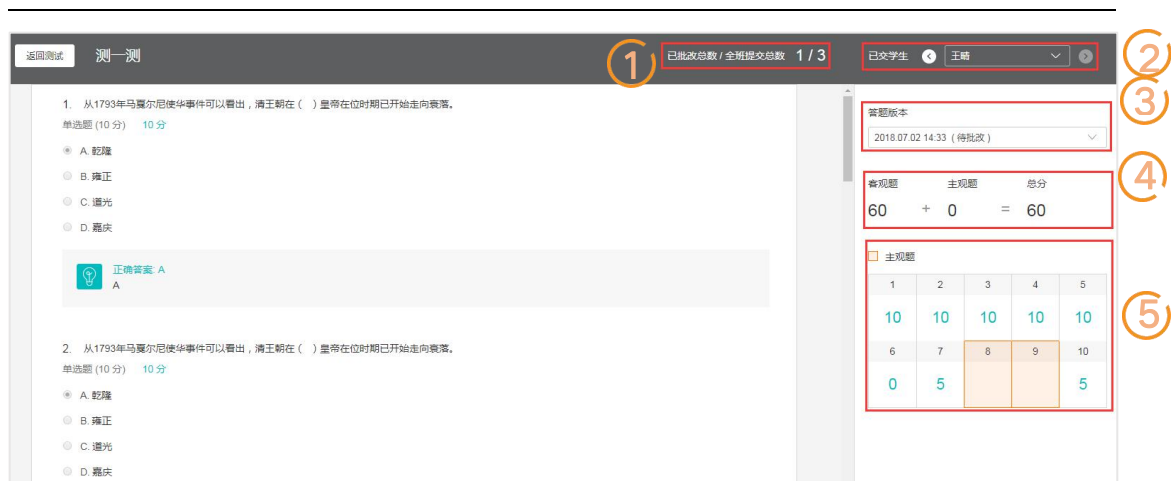 返回测试 测一测 ① 已批改总数 / 全班提交总数 1 / 3 已交学生 王晴 ②
1. 从1793年马戛尔尼使华事件可以看出，清王朝在（ ）皇帝在位时期已开始走向衰落。
单选题 (10 分) 10 分
A. 乾隆
B. 雍正
C. 道光
D. 嘉庆
正确答案: A
A
2. 从1793年马戛尔尼使华事件可以看出，清王朝在（ ）皇帝在位时期已开始走向衰落。
单选题 (10 分) 10 分
A. 乾隆
B. 雍正
C. 道光
D. 嘉庆
③
答题版本
2018.07.02 14:33 ( 待批改 )
④
客观题 主观题 总分
60 + 0 = 60
主观题
1 2 3 4 5
10 10 10 10 10
⑤
6 7 8 9 10
0 5 5